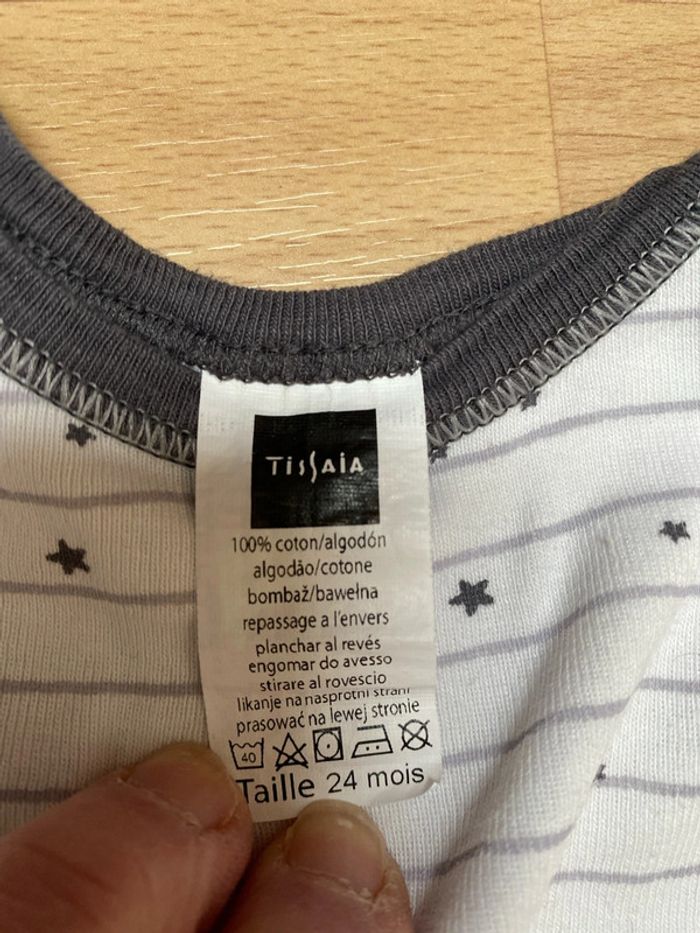 TISSAIA
100% coton/algodón
algodão/cotone
bombaž/bawełna
repassage a l'envers
planchar al revés
engomar do avesso
stirare al rovescio
likanje na nasprotni strani
prasować na lewej stronie
40
Taille 24 mois